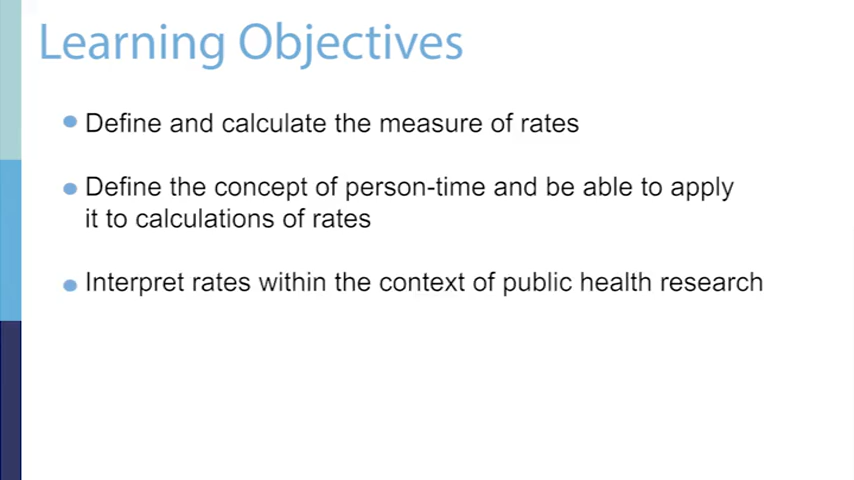 Learning Objectives
Define and calculate the measure of rates
Define the concept of person-time and be able to apply
it to calculations of rates
Interpret rates within the context of public health research